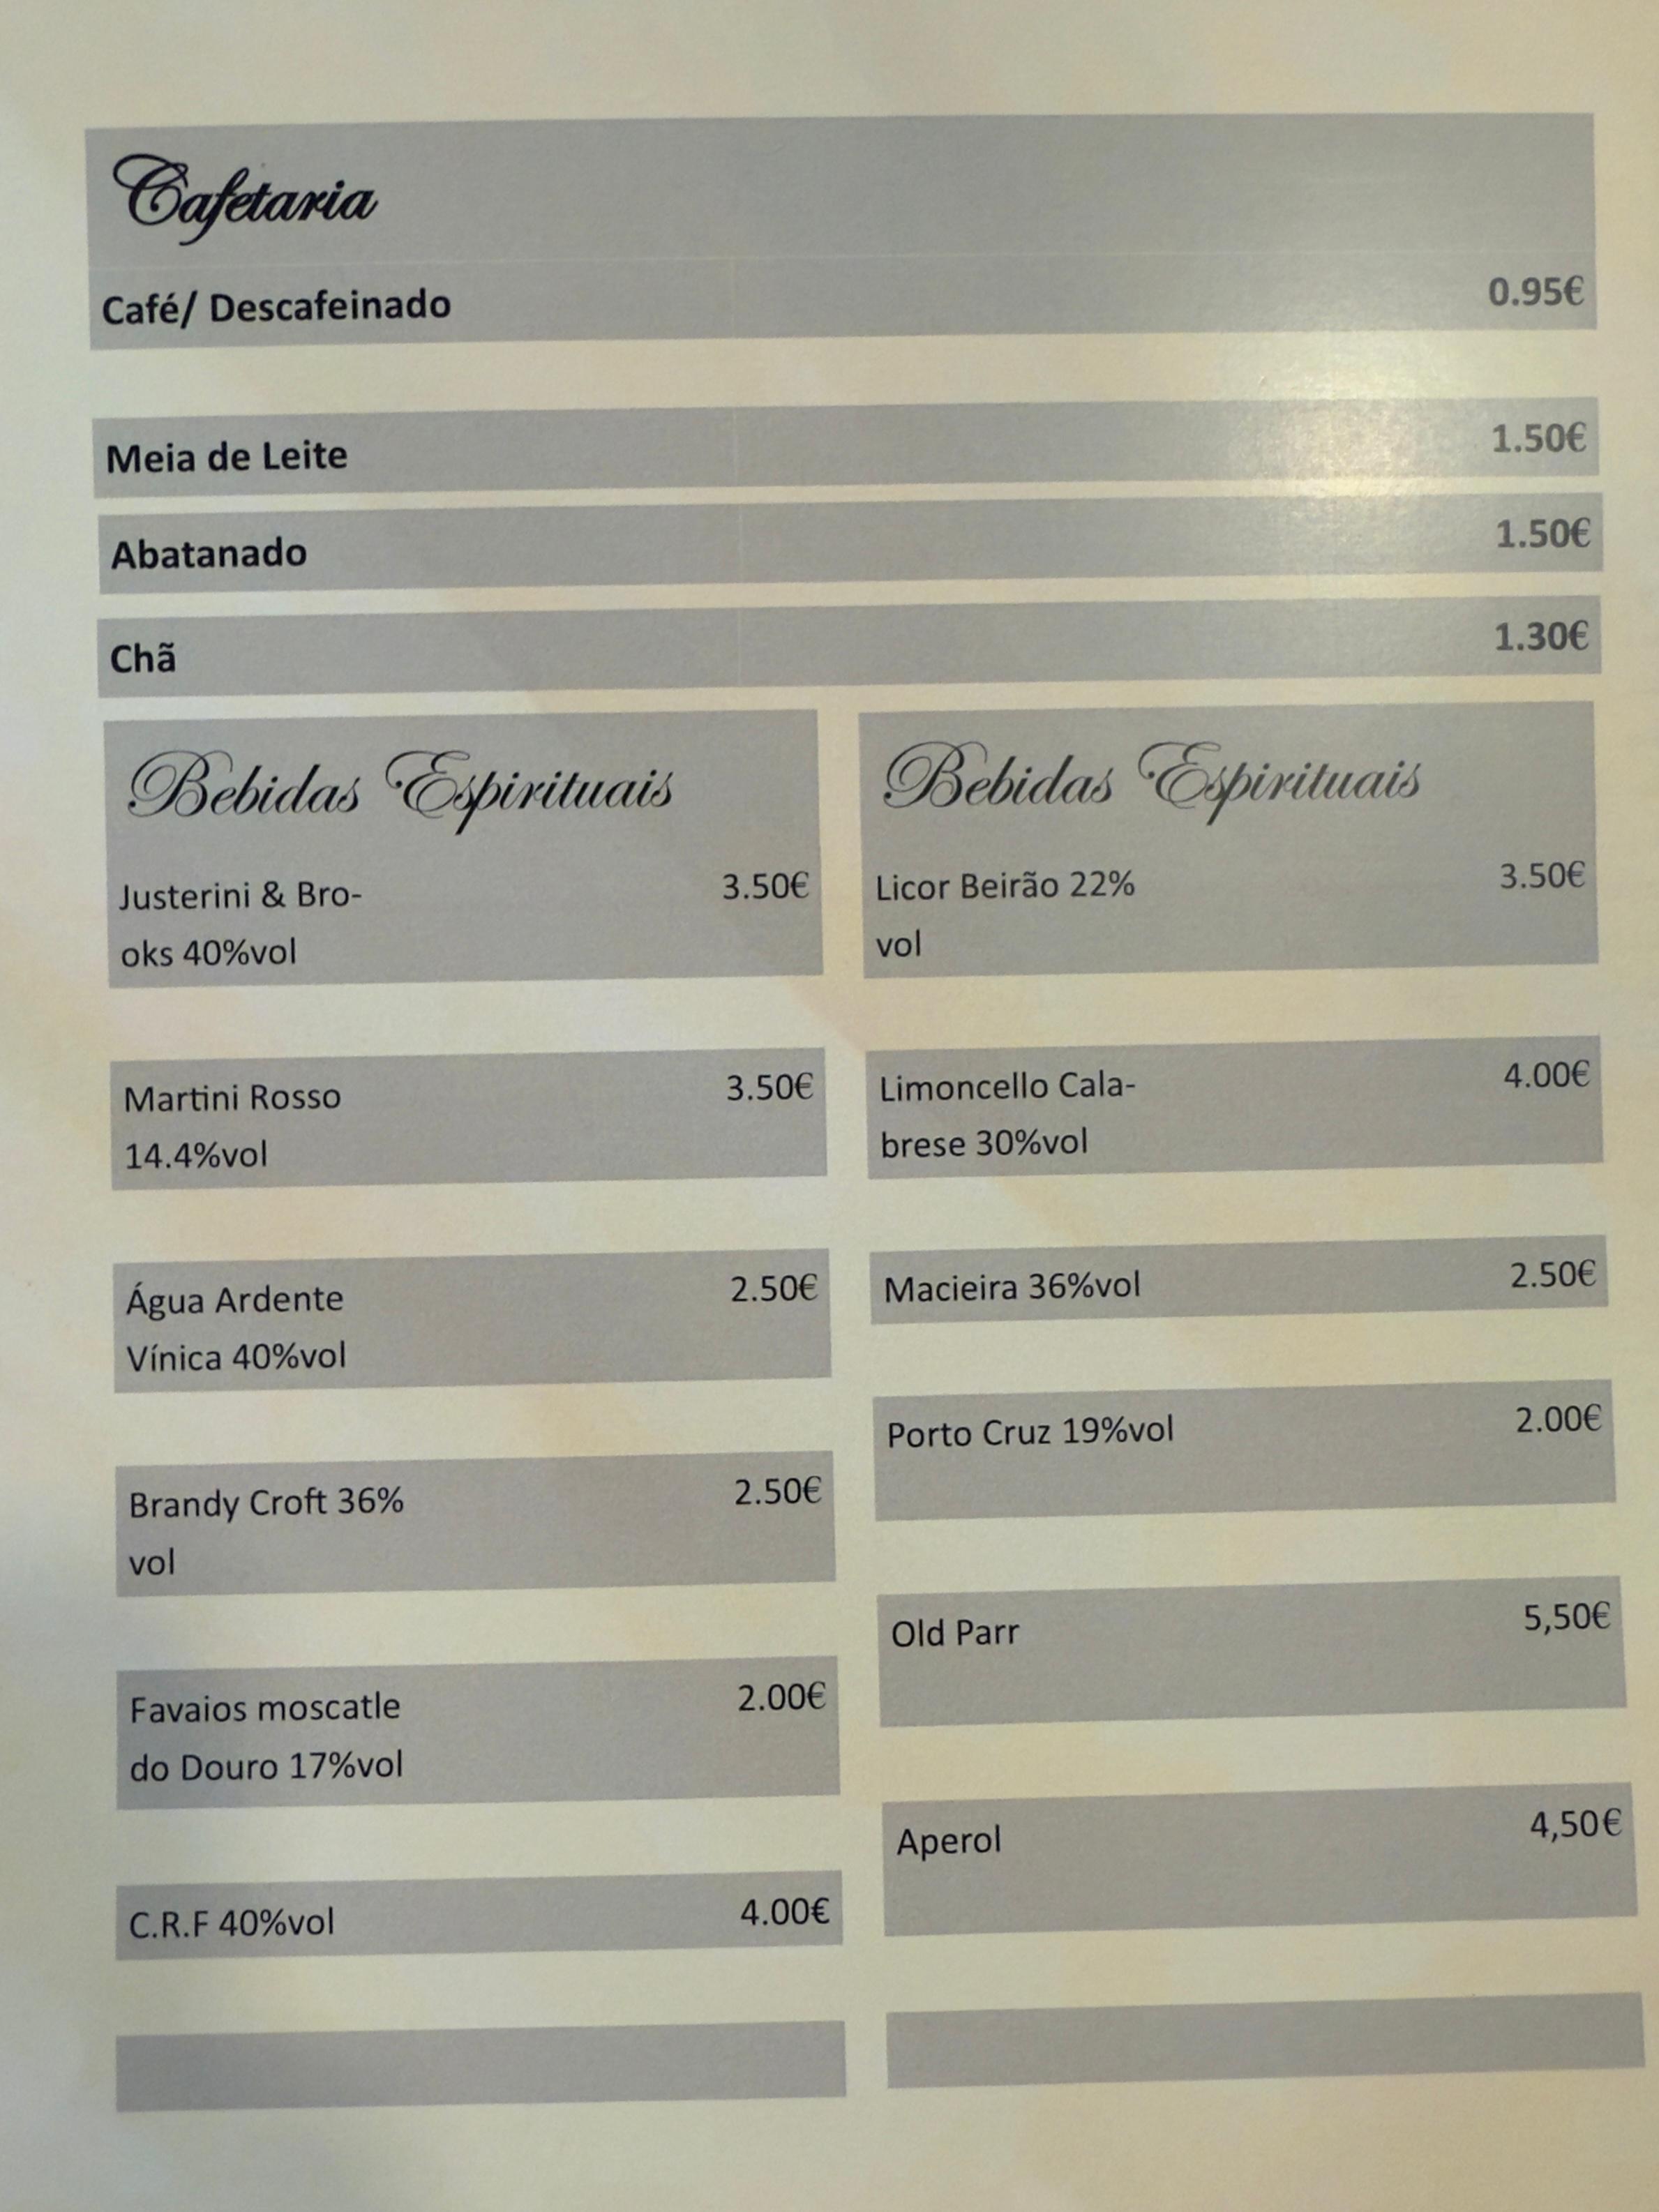 Cafetaria
Café/ Descafeinado 0.95€
Meia de Leite 1.50€
Abatanado 1.50€
Chã 1.30€
Bebidas Espirituais
Justerini & Bro- 3.50€
oks 40%vol
Martini Rosso 3.50€
14.4%vol
Água Ardente 2.50€
Vínica 40%vol
Brandy Croft 36% 2.50€
vol
Favaios moscatle 2.00€
do Douro 17%vol
C.R.F 40%vol 4.00€
Bebidas Espirituais
Licor Beirão 22% 3.50€
vol
Limoncello Cala- 4.00€
brese 30%vol
Macieira 36%vol 2.50€
Porto Cruz 19%vol 2.00€
Old Parr 5,50€
Aperol 4,50€